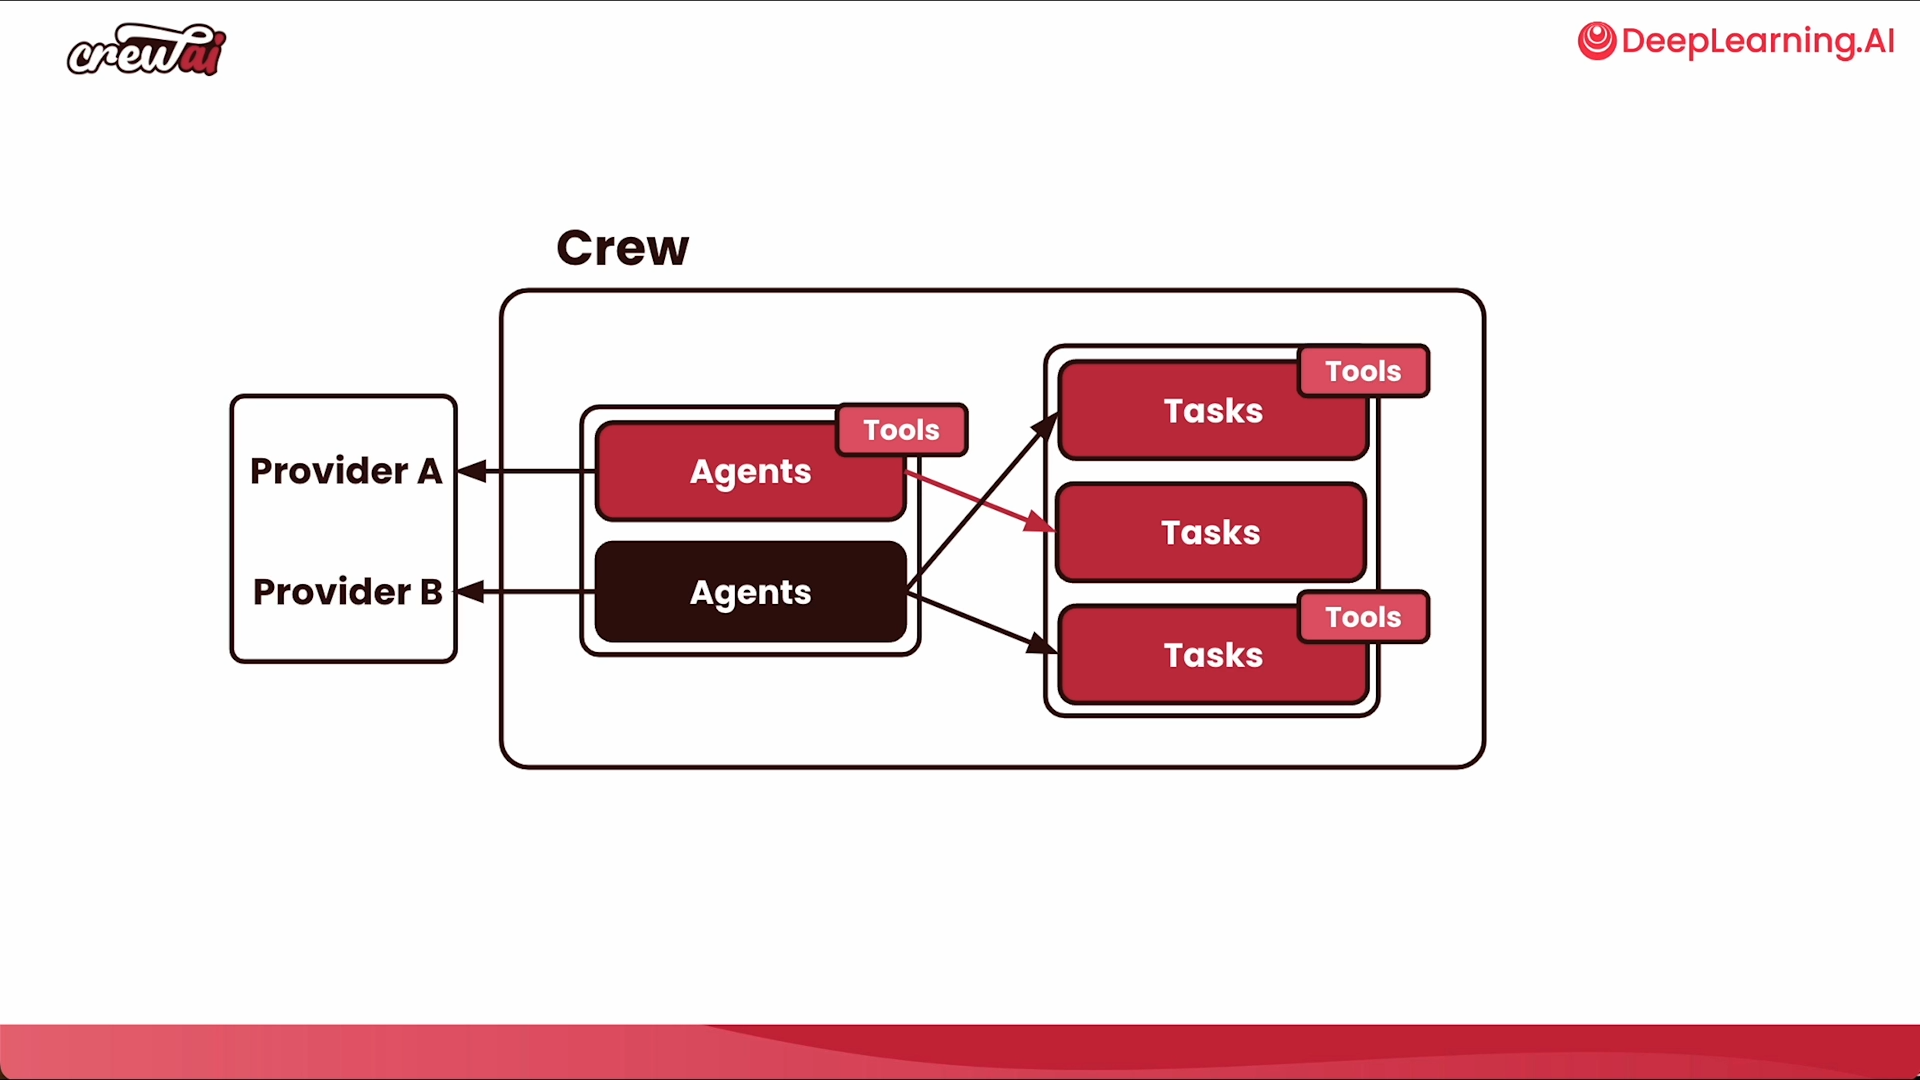 crewai
DeepLearning.AI
Crew
Provider A
Provider B
Agents
Tools
Agents
Tasks
Tools
Tasks
Tasks
Tools